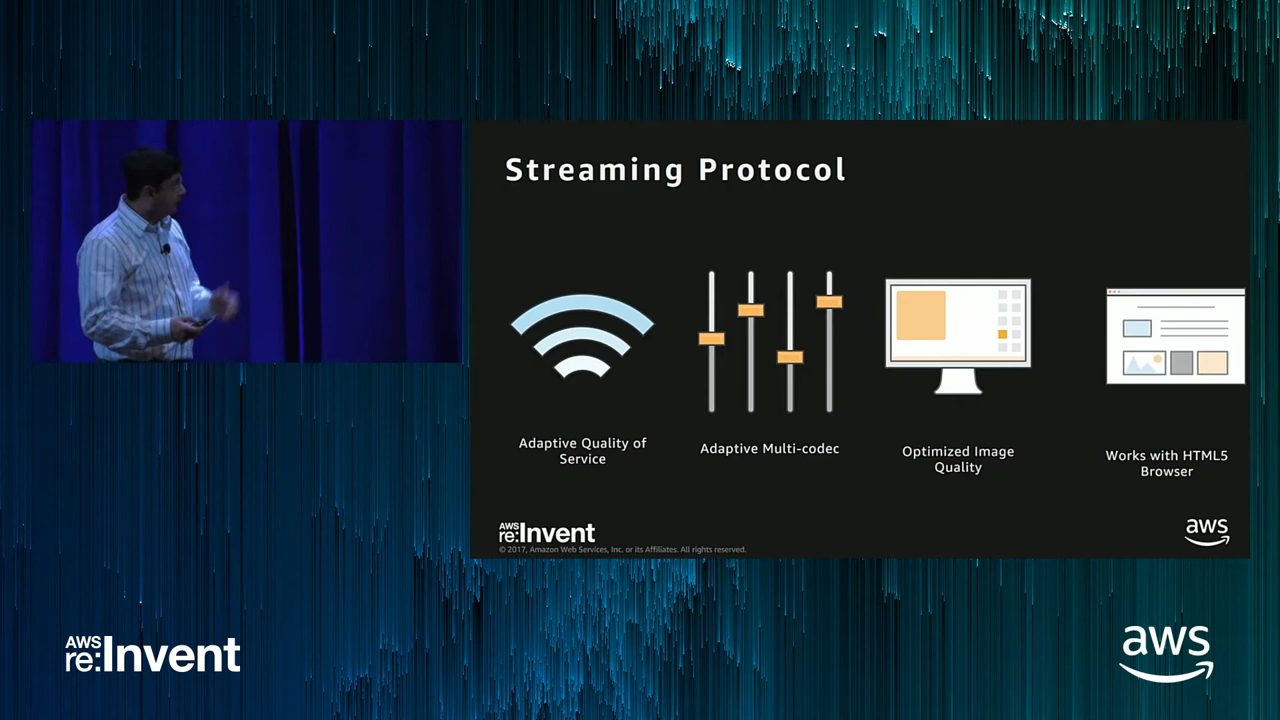 Streaming Protocol
Adaptive Quality of
Service
Adaptive Multi-codec
Optimized Image
Quality
Works with HTML5
Browser
AWS
re:Invent
© 2017, Amazon Web Services, Inc. or its Affiliates. All rights reserved.
aws
AWS
re:Invent
aws